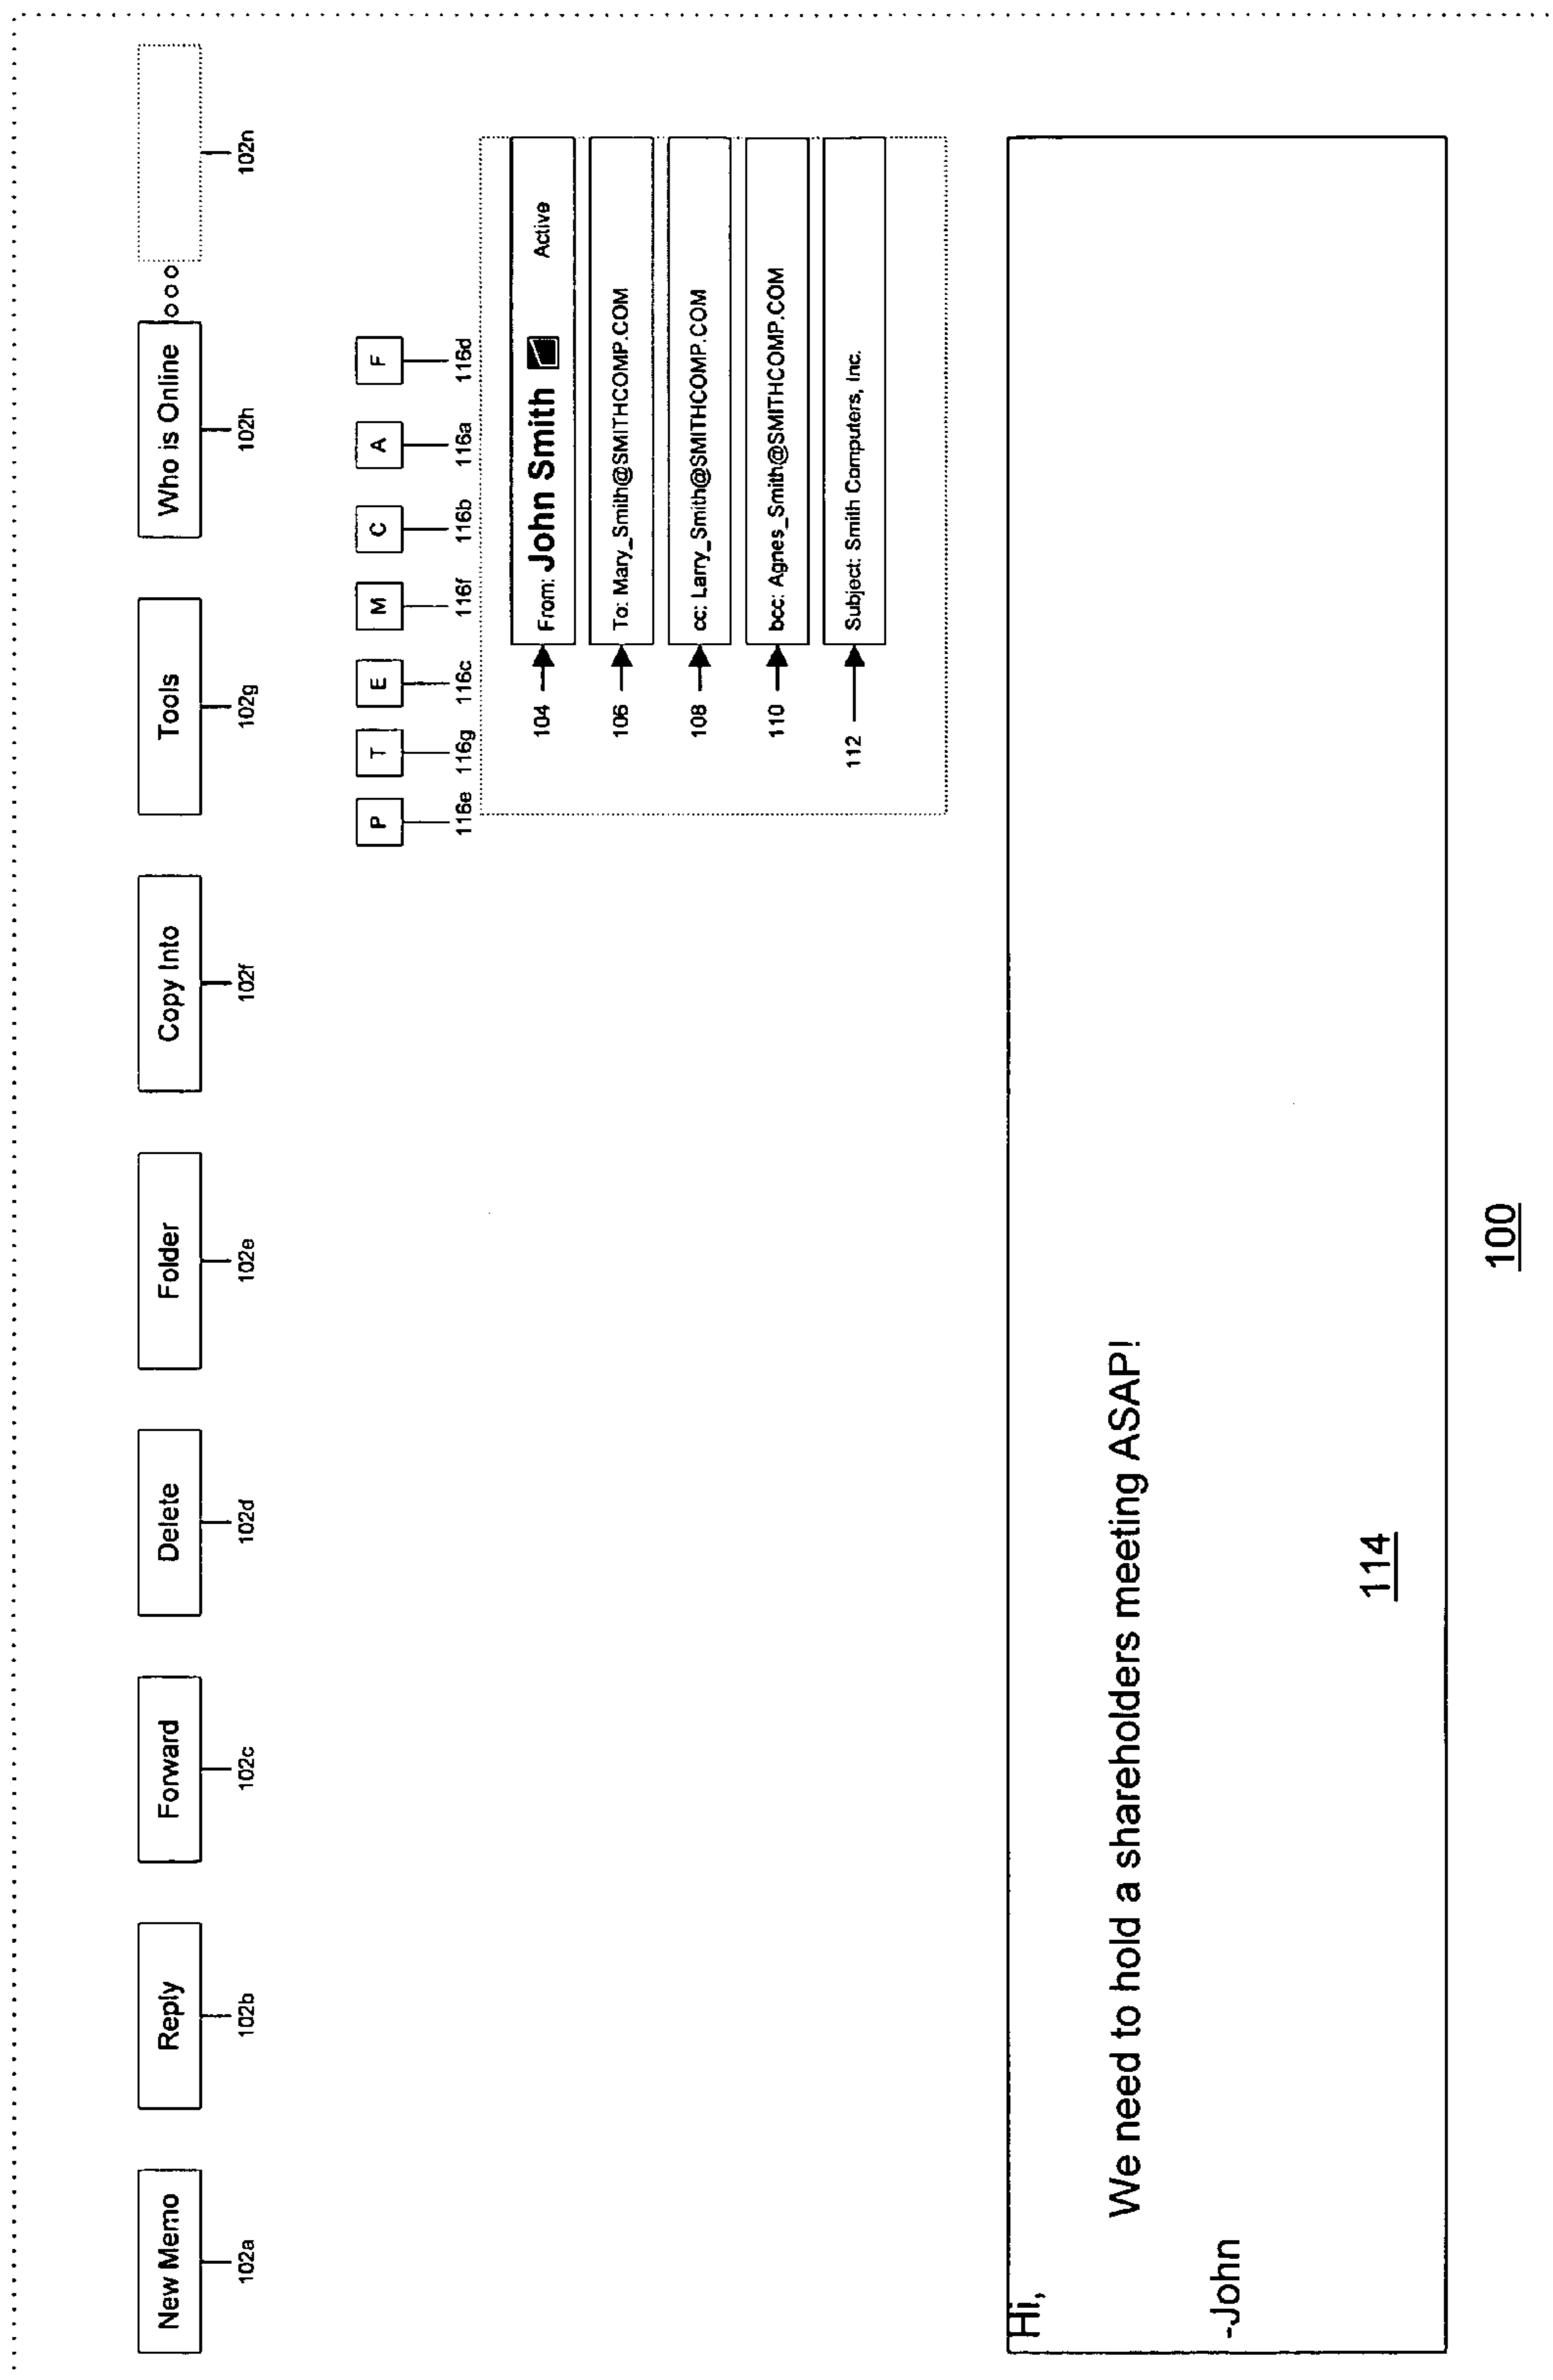 New Memo Reply Forward Delete Folder Copy Into Tools Who is Online
102a 102b 102c 102d 102e 102f 102g 102h 102n
P T E M C A F
116e 116g 116c 116f 116b 116a 116d
104 From: John Smith Active
106 To: Mary_Smith@SMITHCOMP.COM
108 cc: Larry_Smith@SMITHCOMP.COM
110 bcc: Agnes_Smith@SMITHCOMP.COM
112 Subject: Smith Computers, Inc.
Hi,
We need to hold a shareholders meeting ASAP!
-John
114
100